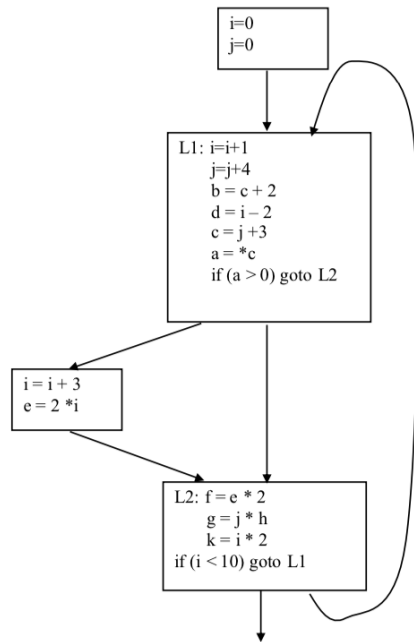 i=0
j=0
L1: i=i+1
j=j+4
b = c + 2
d = i – 2
c = j +3
a = *c
if (a > 0) goto L2
i = i + 3
e = 2 *i
L2: f = e * 2
g = j * h
k = i * 2
if (i < 10) goto L1